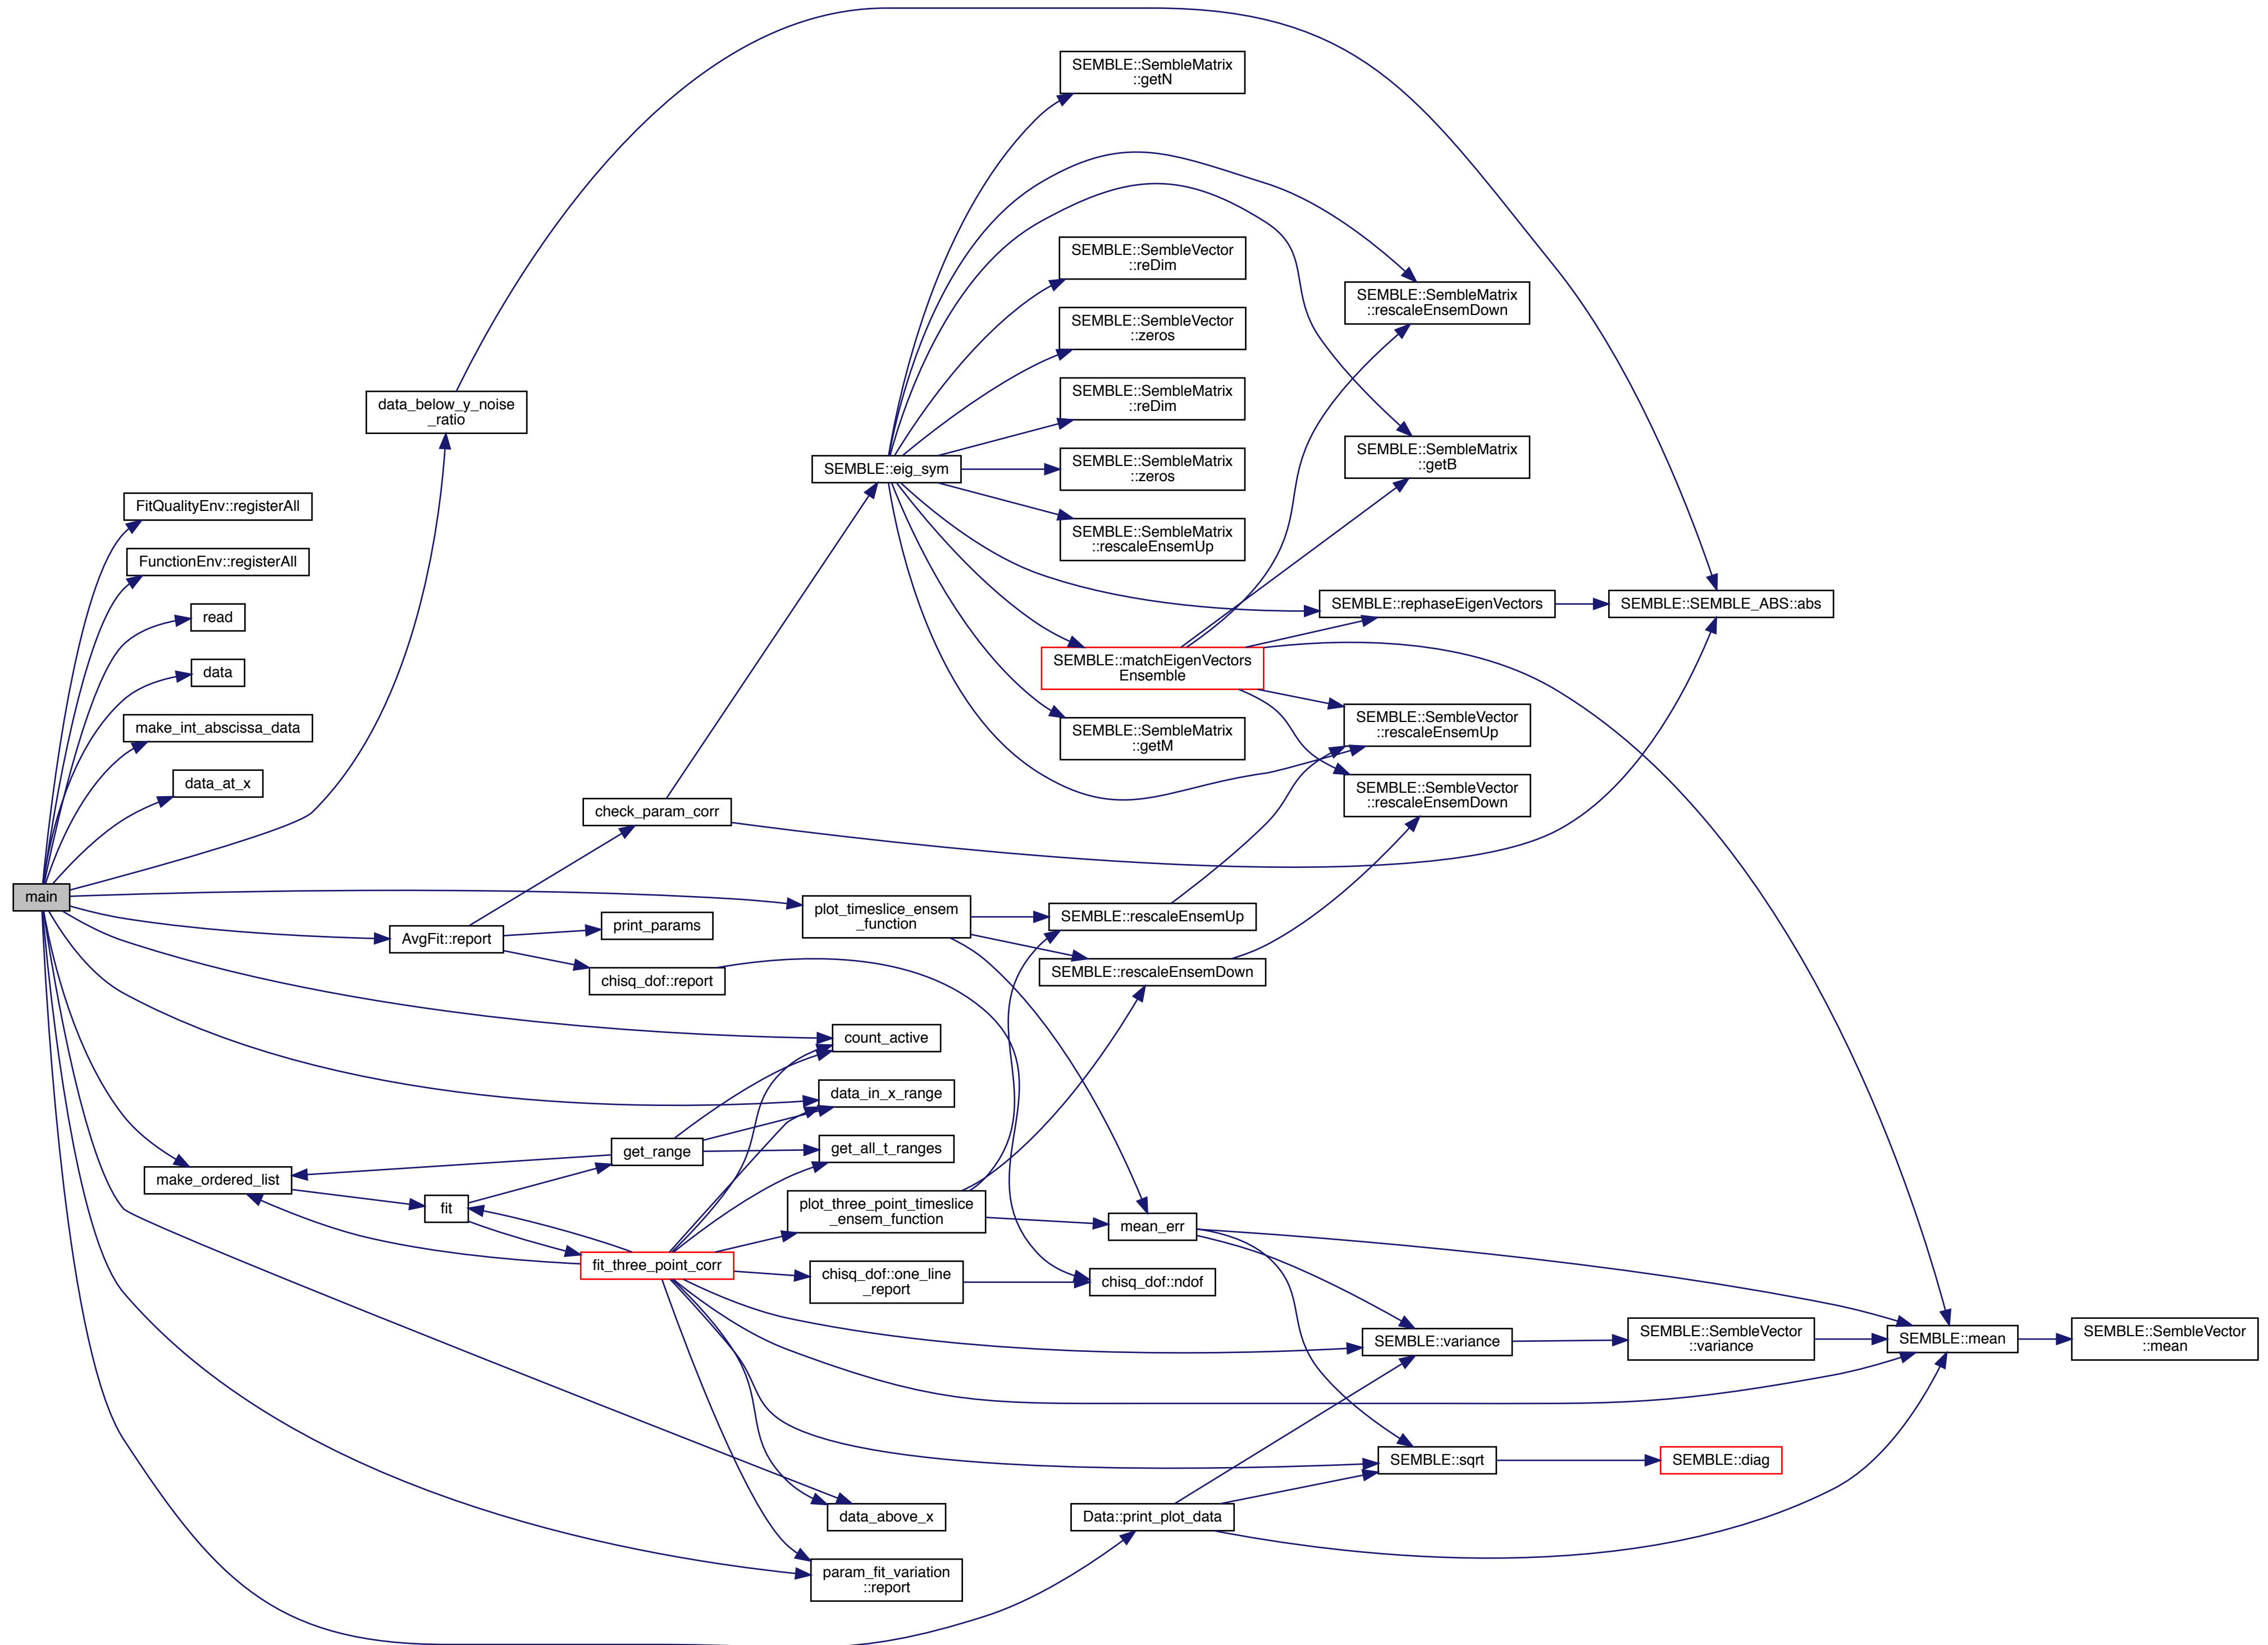 SEMBLE::SembleMatrix
::getN
SEMBLE::SembleVector
::reDim
SEMBLE::SembleMatrix
::rescaleEnsemDown
SEMBLE::SembleVector
::zeros
SEMBLE::SembleMatrix
::reDim
data_below_y_noise
_ratio
SEMBLE::SembleMatrix
::getB
SEMBLE::eig_sym
SEMBLE::SembleMatrix
::zeros
FitQualityEnv::registerAll
SEMBLE::SembleMatrix
::rescaleEnsemUp
FunctionEnv::registerAll
read
SEMBLE::rephaseEigenVectors
SEMBLE::SEMBLE_ABS::abs
data
SEMBLE::matchEigenVectors
Ensemble
make_int_abscissa_data
SEMBLE::SembleMatrix
::getM
SEMBLE::SembleVector
::rescaleEnsemUp
data_at_x
SEMBLE::SembleVector
::rescaleEnsemDown
check_param_corr
main
plot_timeslice_ensem
_function
SEMBLE::rescaleEnsemUp
print_params
AvgFit::report
SEMBLE::rescaleEnsemDown
chisq_dof::report
count_active
data_in_x_range
get_range
get_all_t_ranges
make_ordered_list
fit
plot_three_point_timeslice
_ensem_function
mean_err
fit_three_point_corr
chisq_dof::one_line
_report
chisq_dof::ndof
SEMBLE::variance
SEMBLE::SembleVector
::variance
SEMBLE::mean
SEMBLE::SembleVector
::mean
SEMBLE::sqrt
SEMBLE::diag
data_above_x
Data::print_plot_data
param_fit_variation
::report